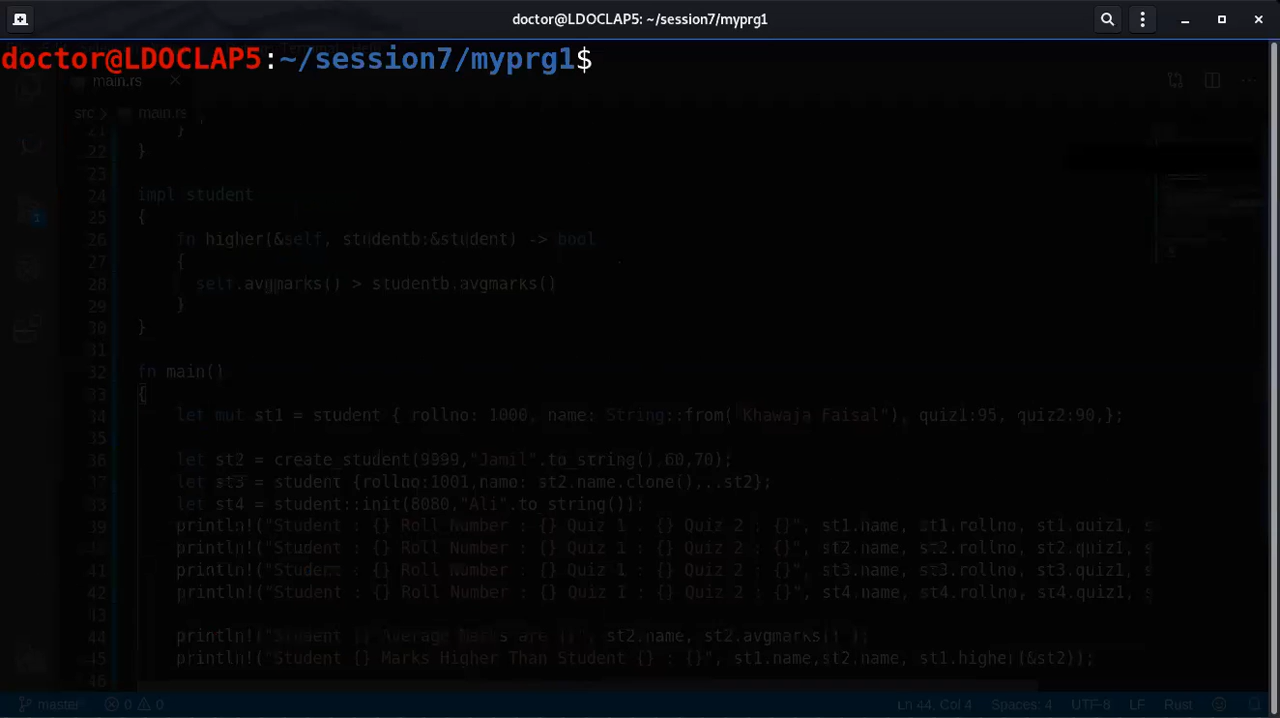 doctor@LDOCLAP5: ~/session7/myprg1
doctor@LDOCLAP5:~/session7/myprg1$
main.rs
src > main.rs
21 }
22 }
23
24 impl student
25 {
26 fn higher(&self, studentb:&student) -> bool
27 {
28 self.avgmarks() > studentb.avgmarks()
29 }
30 }
31
32 fn main()
33 {
34 let mut st1 = student { rollno: 1000, name: String::from("Khawaja Faisal"), quiz1:95, quiz2:90,};
35
36 let st2 = create_student(9999,"Jamil".to_string(),60,70);
37 let st3 = student {rollno:1001,name: st2.name.clone(),..st2};
38 let st4 = student::init(8080,"Ali".to_string());
39 println!("Student : {} Roll Number : {} Quiz 1 : {} Quiz 2 : {}", st1.name, st1.rollno, st1.quiz1, s
40 println!("Student : {} Roll Number : {} Quiz 1 : {} Quiz 2 : {}", st2.name, st2.rollno, st2.quiz1, s
41 println!("Student : {} Roll Number : {} Quiz 1 : {} Quiz 2 : {}", st3.name, st3.rollno, st3.quiz1, s
42 println!("Student : {} Roll Number : {} Quiz 1 : {} Quiz 2 : {}", st4.name, st4.rollno, st4.quiz1, s
43
44 println!("Student {} Average Marks are {}", st2.name, st2.avgmarks() );
45 println!("Student {} Marks Higher Than Student {} : {}", st1.name,st2.name, st1.higher(&st2));
46
master 0 0 Ln 44, Col 4 Spaces: 4 UTF-8 LF Rust